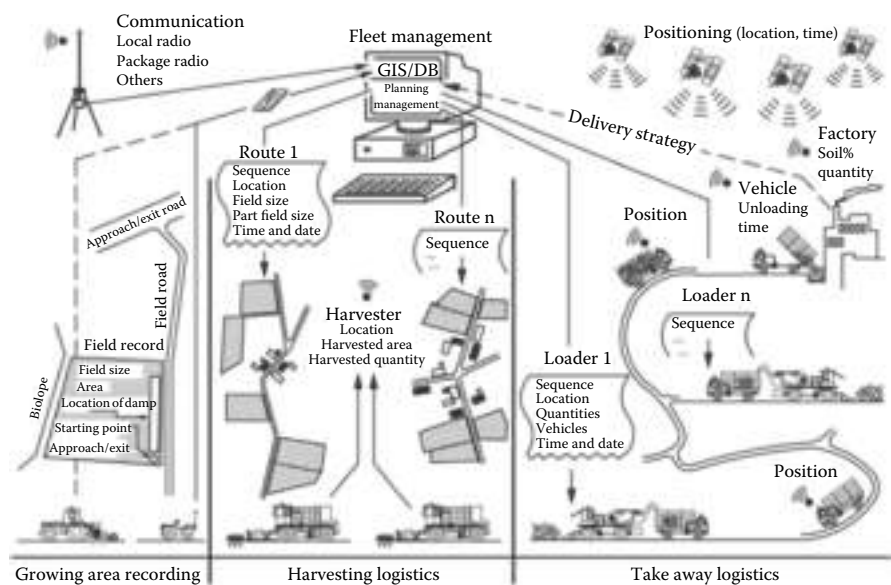 Communication
Local radio
Package radio
Others
Fleet management
GIS/DB
Planning
management
Positioning (location, time)
Delivery strategy
Factory
Soil%
quantity
Vehicle
Unloading
time
Position
Route 1
Sequence
Location
Field size
Part field size
Time and date
Route n
Sequence
Approach/exit road
Field road
Harvester
Location
Harvested area
Harvested quantity
Loader n
Sequence
Loader 1
Sequence
Location
Quantities
Vehicles
Time and date
Field record
Field size
Area
Location of damp
Starting point
Approach/exit
Biolope
Position
Growing area recording
Harvesting logistics
Take away logistics